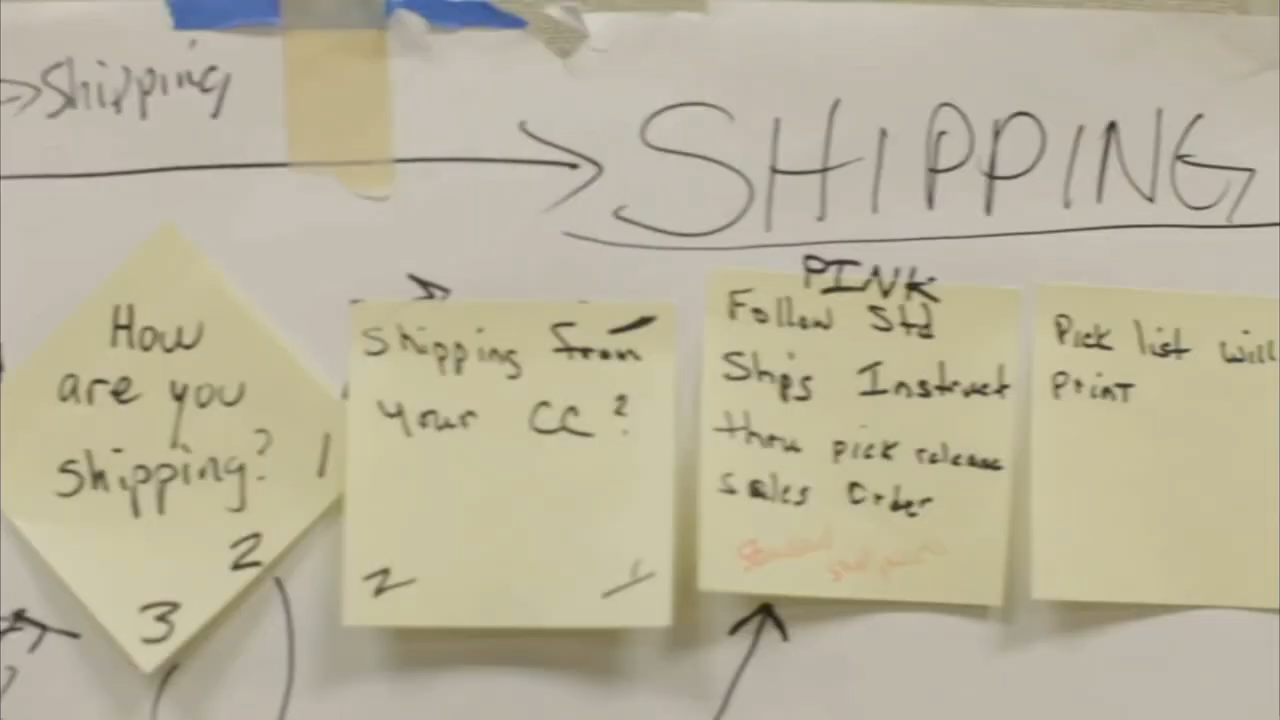 Shipping
SHIPPING
How
are you
shipping?
1
2
3
Shipping from
your CC?
2
1
PINK
Follow Std
Ships Instruct
thru pick release
sales Order
Pick list will
print